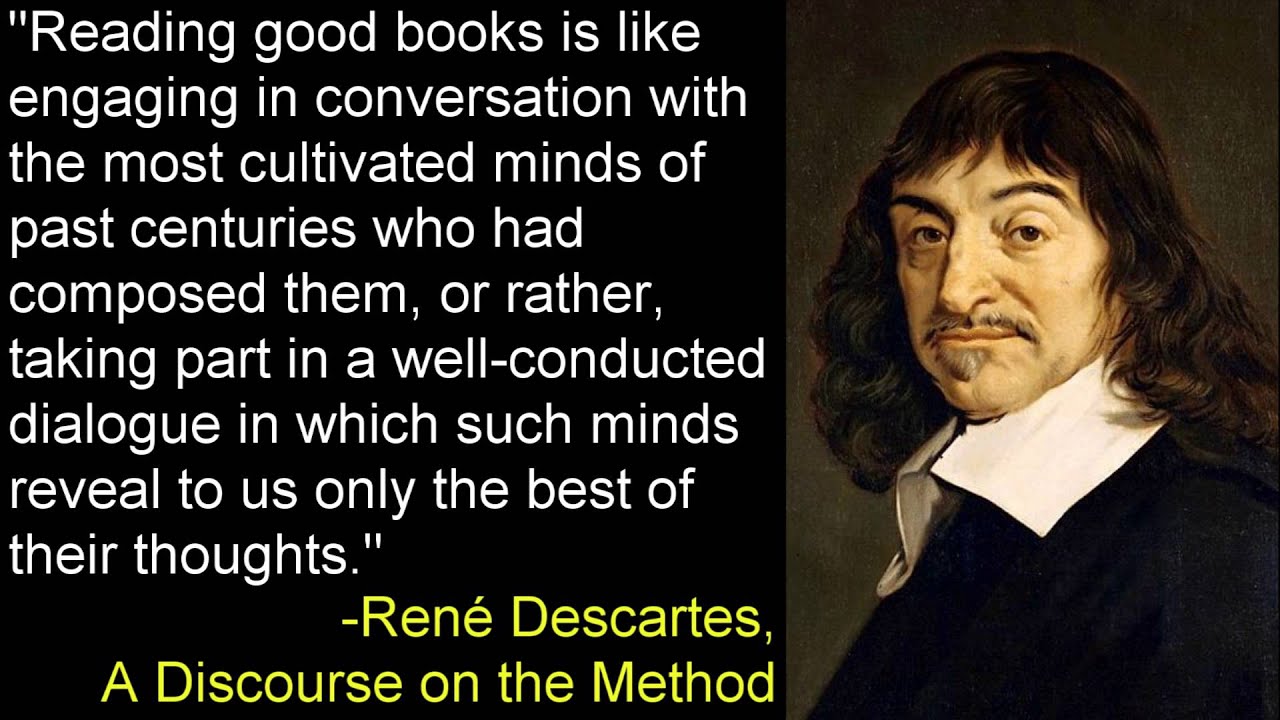 "Reading good books is like
engaging in conversation with
the most cultivated minds of
past centuries who had
composed them, or rather,
taking part in a well-conducted
dialogue in which such minds
reveal to us only the best of
their thoughts."
-René Descartes,
A Discourse on the Method